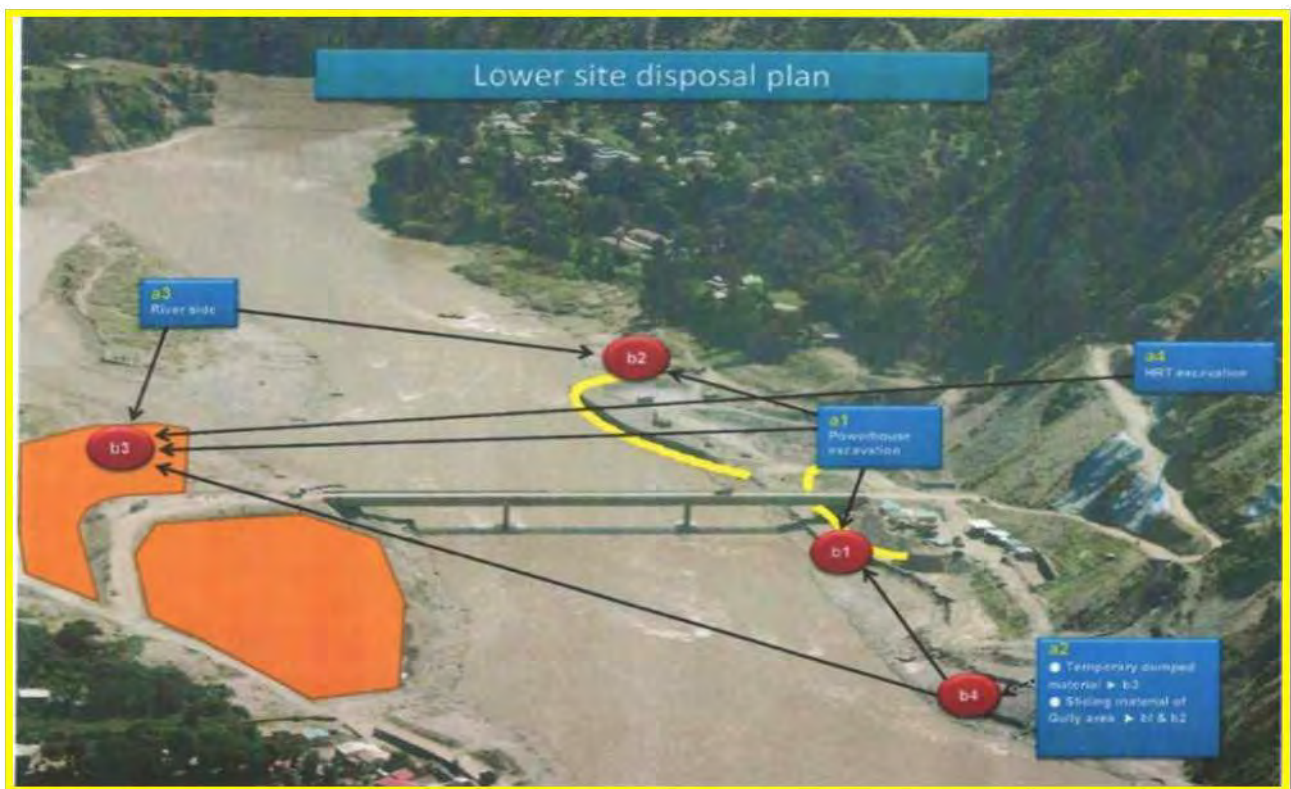 Lower site disposal plan
a3
River side
b2
a4
HRT excavation
a1
Powerhouse
excavation
b3
b1
a2
● Temporary dumped
material ► b3
● Sliding material of
Gully area ► b1 & b2
b4